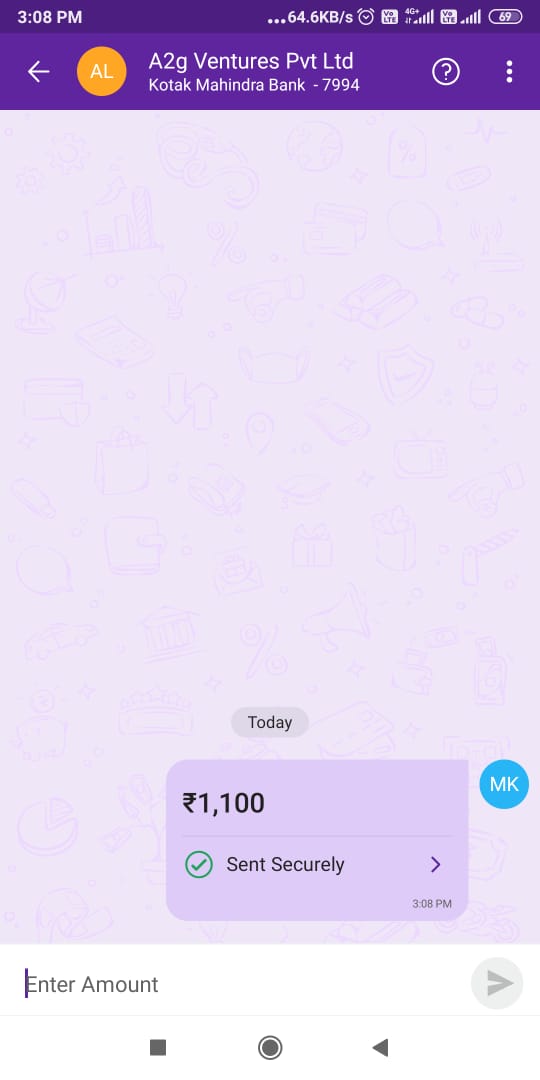 3:08 PM
...64.6KB/s Vo LTE 4G+ Vo LTE 69
AL
A2g Ventures Pvt Ltd
Kotak Mahindra Bank - 7994
?
Today
MK
₹1,100
Sent Securely
3:08 PM
Enter Amount